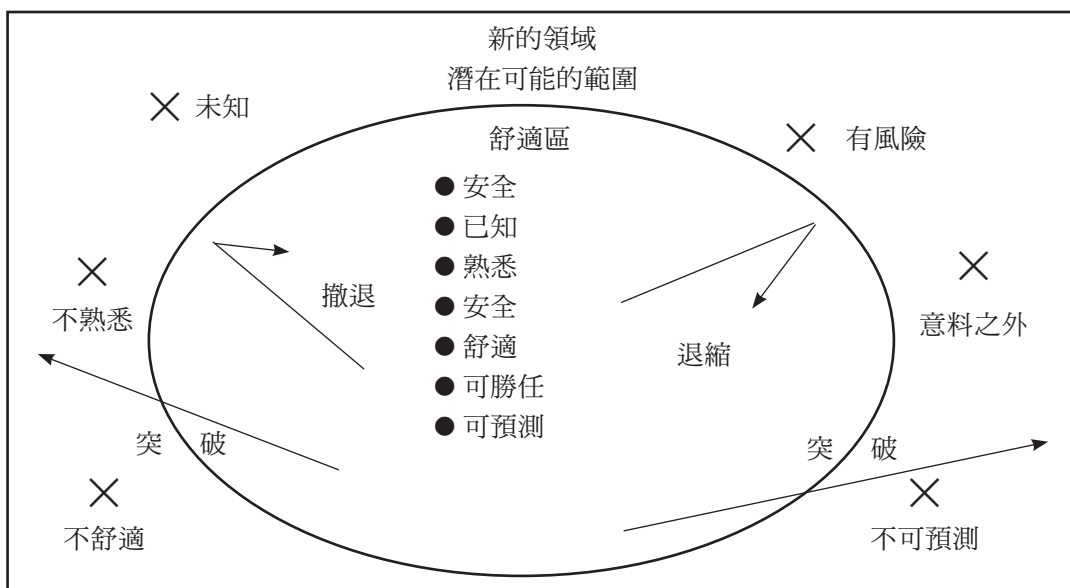 新的領域
潛在可能的範圍
未知
舒適區
有風險
安全
已知
熟悉
安全
舒適
可勝任
可預測
撤退
退縮
不熟悉
意料之外
突 破
突 破
不舒適
不可預測